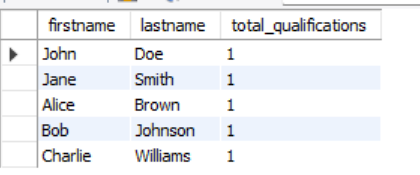 firstname lastname total_qualifications
John Doe 1
Jane Smith 1
Alice Brown 1
Bob Johnson 1
Charlie Williams 1